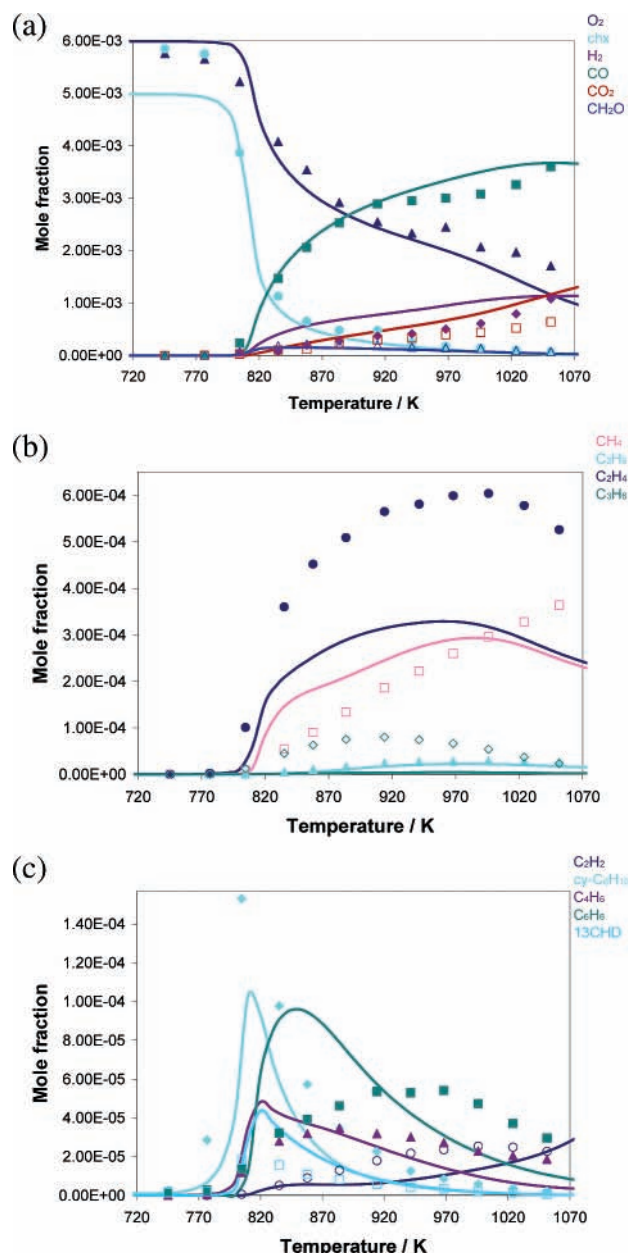 (a)
O₂
chx
H₂
CO
CO₂
CH₂O
6.00E-03
5.00E-03
4.00E-03
3.00E-03
2.00E-03
1.00E-03
0.00E+00
Mole fraction
720 770 820 870 920 970 1020 1070
Temperature / K
(b)
CH₄
C₂H₄
6.00E-04
5.00E-04
4.00E-04
3.00E-04
2.00E-04
1.00E-04
0.00E+00
Mole fraction
720 770 820 870 920 970 1020 1070
Temperature / K
(c)
C₂H₂
cy-C₆H₁₀
C₄H₆
C₆H₆
13CHD
1.40E-04
1.20E-04
1.00E-04
8.00E-05
6.00E-05
4.00E-05
2.00E-05
0.00E+00
Mole fraction
720 770 820 870 920 970 1020 1070
Temperature / K